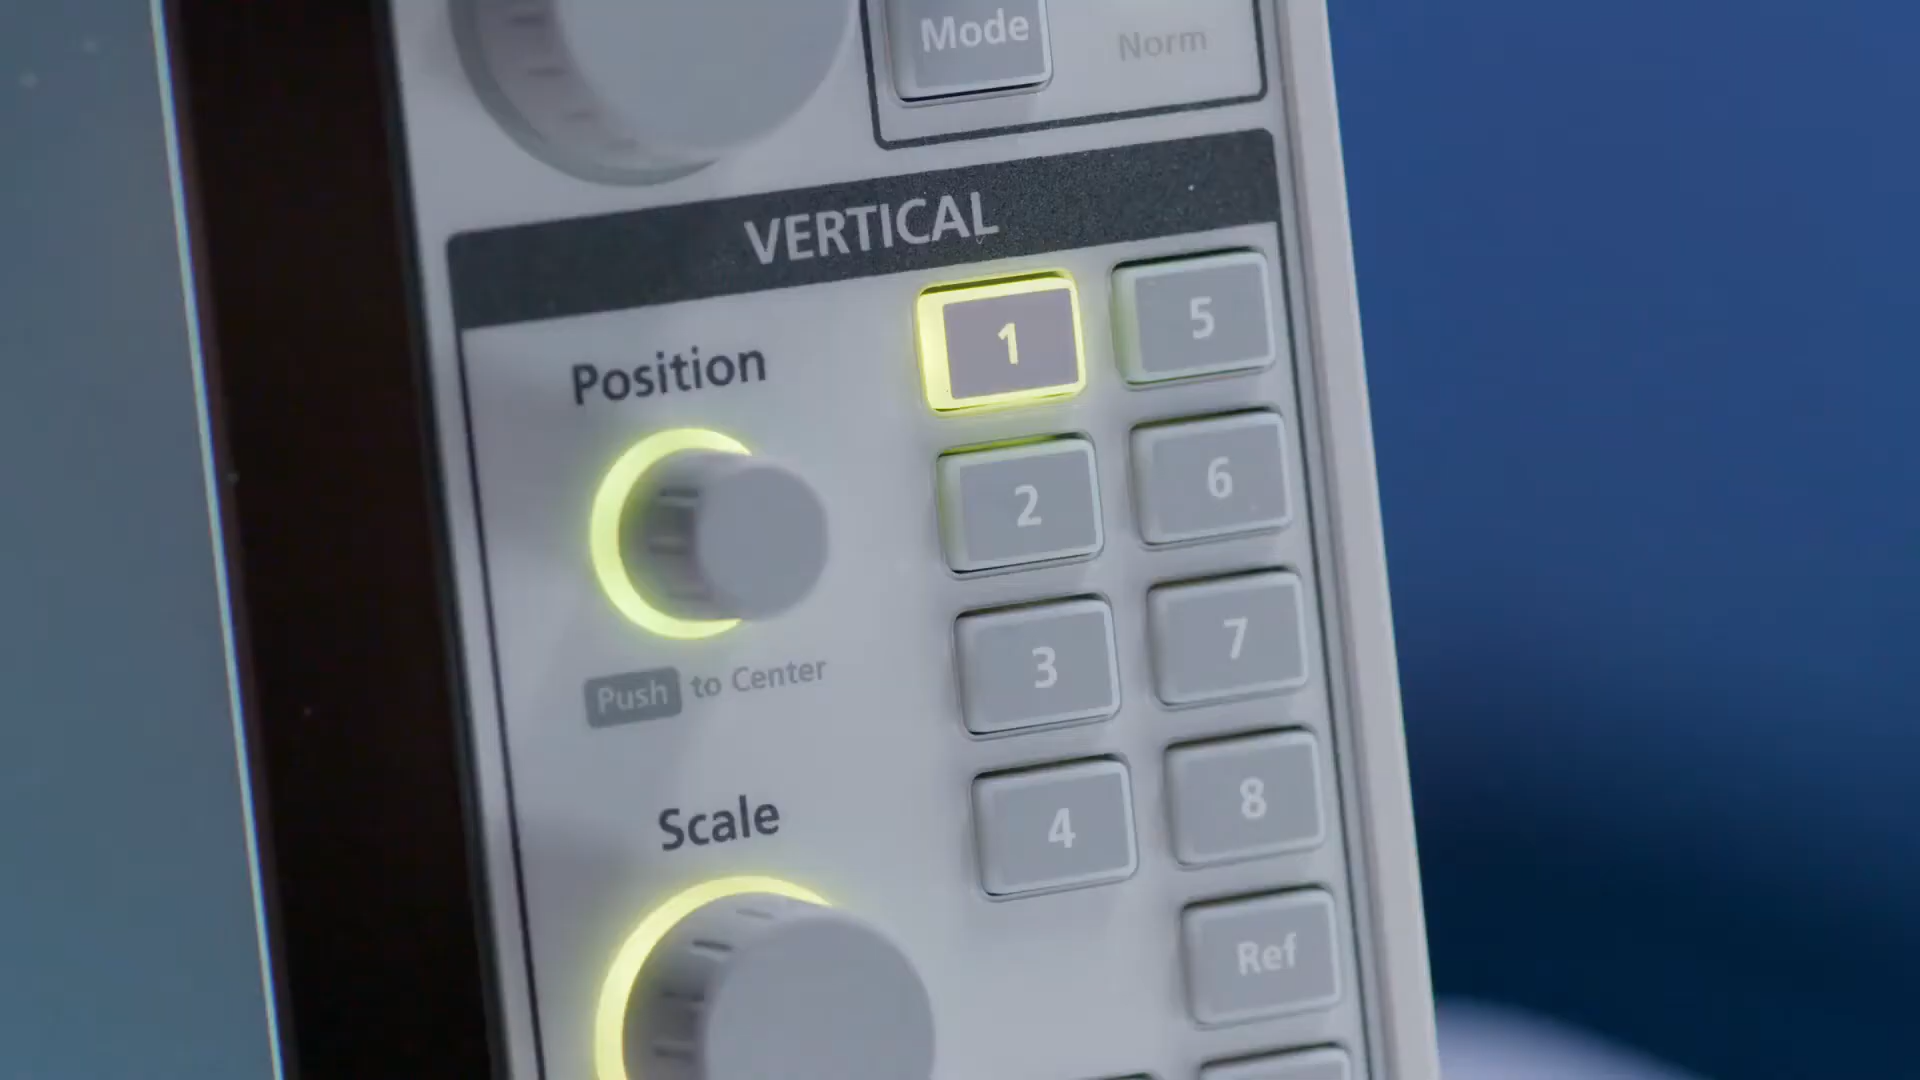 Mode
Norm
VERTICAL
Position
1
5
2
6
Push to Center
3
7
Scale
4
8
Ref